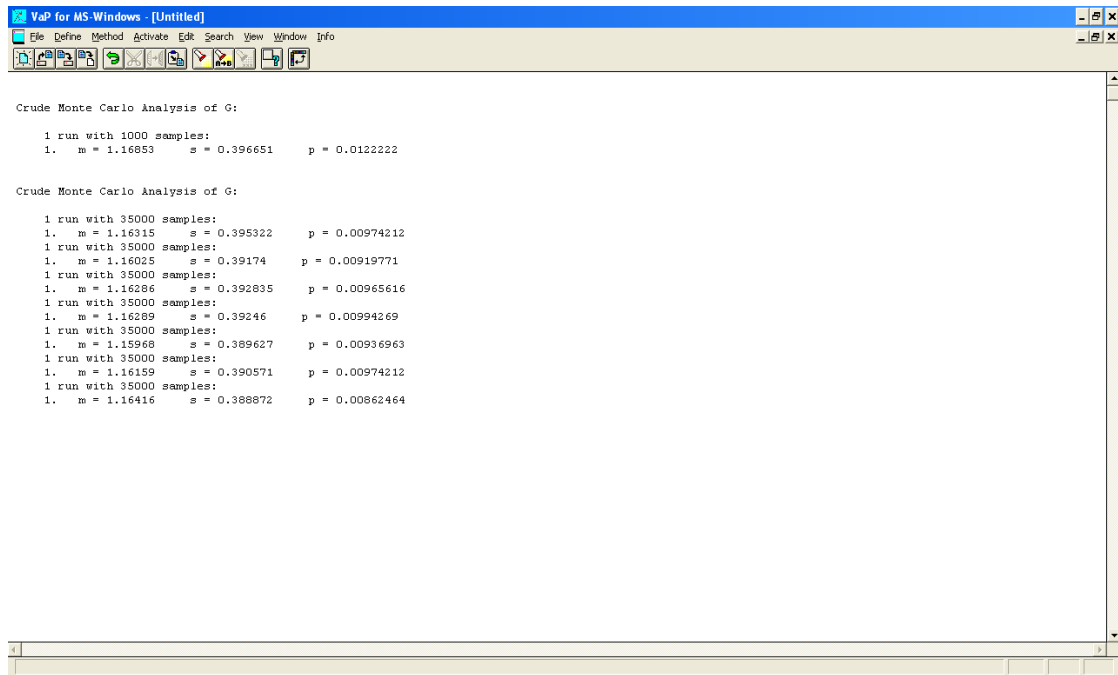 VaP for MS-Windows - [Untitled]
File Define Method Activate Edit Search View Window Info
Crude Monte Carlo Analysis of G:
1 run with 1000 samples:
1. m = 1.16853 s = 0.396651 p = 0.0122222
Crude Monte Carlo Analysis of G:
1 run with 35000 samples:
1. m = 1.16315 s = 0.395322 p = 0.00974212
1 run with 35000 samples:
1. m = 1.16025 s = 0.39174 p = 0.00919771
1 run with 35000 samples:
1. m = 1.16286 s = 0.392835 p = 0.00965616
1 run with 35000 samples:
1. m = 1.16289 s = 0.39246 p = 0.00994269
1 run with 35000 samples:
1. m = 1.15968 s = 0.389627 p = 0.00936963
1 run with 35000 samples:
1. m = 1.16159 s = 0.390571 p = 0.00974212
1 run with 35000 samples:
1. m = 1.16416 s = 0.388872 p = 0.00862464